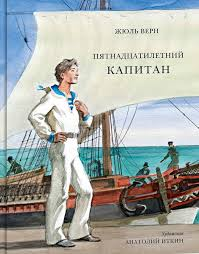 ЖЮЛЬ ВЕРН
ПЯТНАДЦАТИЛЕТНИЙ
КАПИТАН
Художник
АНАТОЛИЙ ИТКИН